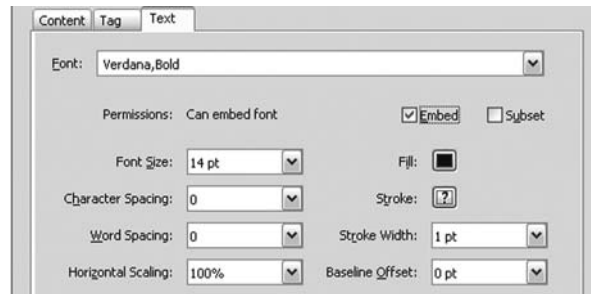 Content Tag Text
Font: Verdana,Bold
Permissions: Can embed font Embed Subset
Font Size: 14 pt Fill:
Character Spacing: 0 Stroke: ?
Word Spacing: 0 Stroke Width: 1 pt
Horizontal Scaling: 100% Baseline Offset: 0 pt